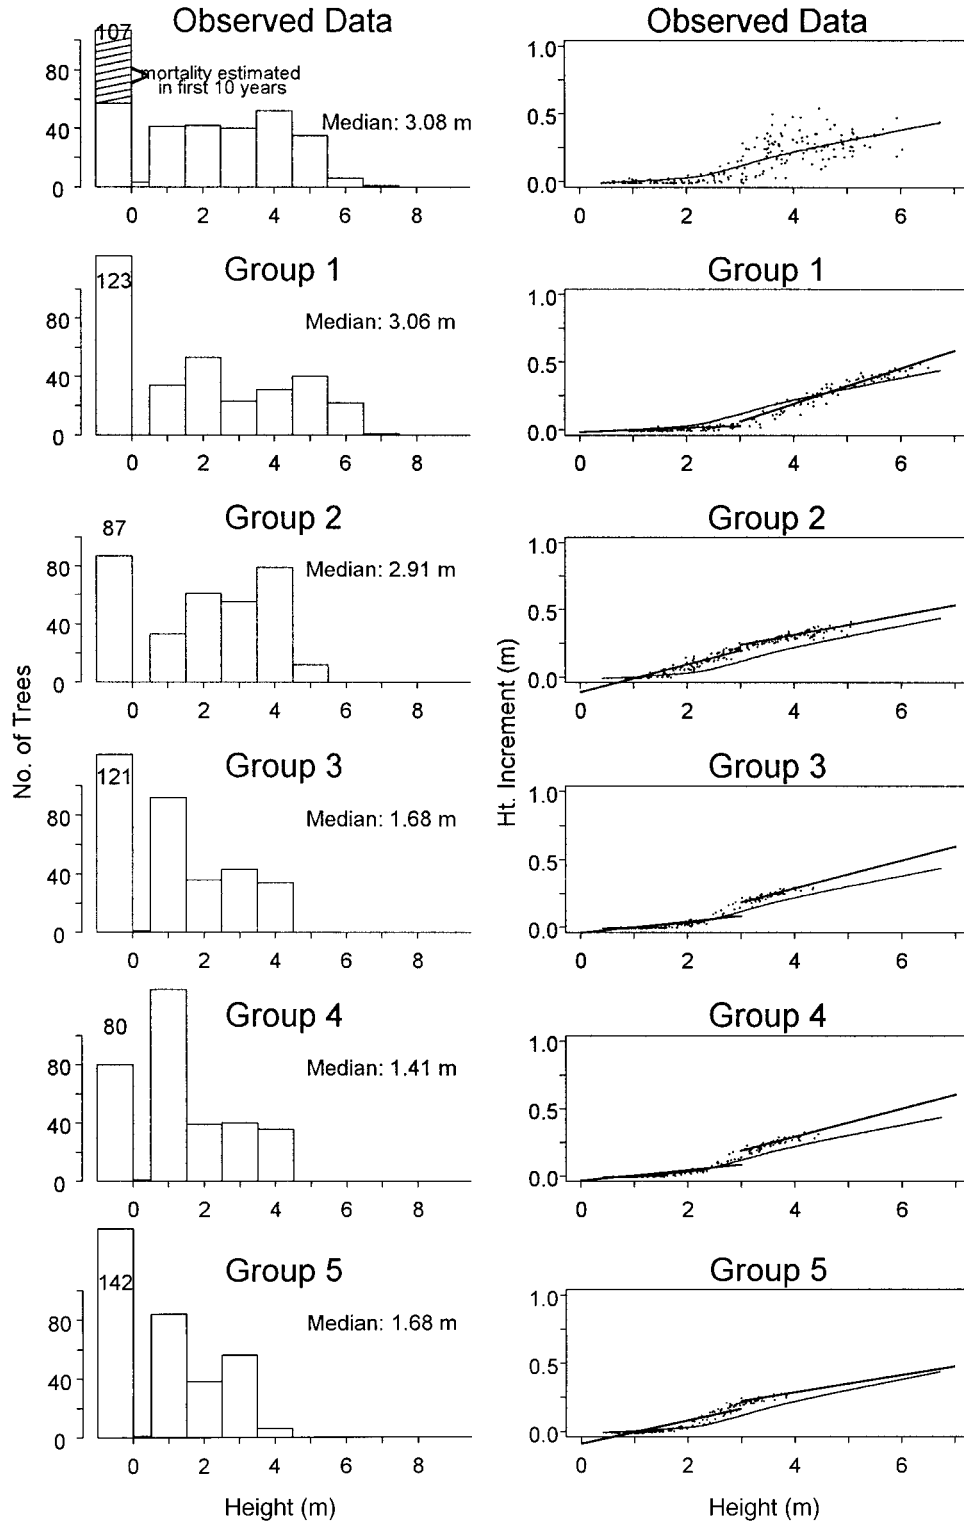 Observed Data
107
80
40
0
mortality estimated
in first 10 years
Median: 3.08 m
0 2 4 6 8
Observed Data
1.0
0.5
0.0
0 2 4 6
Group 1
123
80
40
0
Median: 3.06 m
0 2 4 6 8
Group 1
1.0
0.5
0.0
0 2 4 6
Group 2
87
80
40
0
Median: 2.91 m
0 2 4 6 8
Group 2
1.0
0.5
0.0
0 2 4 6
No. of Trees
Ht. Increment (m)
Group 3
121
80
40
0
Median: 1.68 m
0 2 4 6 8
Group 3
1.0
0.5
0.0
0 2 4 6
Group 4
80
80
40
0
Median: 1.41 m
0 2 4 6 8
Group 4
1.0
0.5
0.0
0 2 4 6
Group 5
142
80
40
0
Median: 1.68 m
0 2 4 6 8
Group 5
1.0
0.5
0.0
0 2 4 6
Height (m)
Height (m)